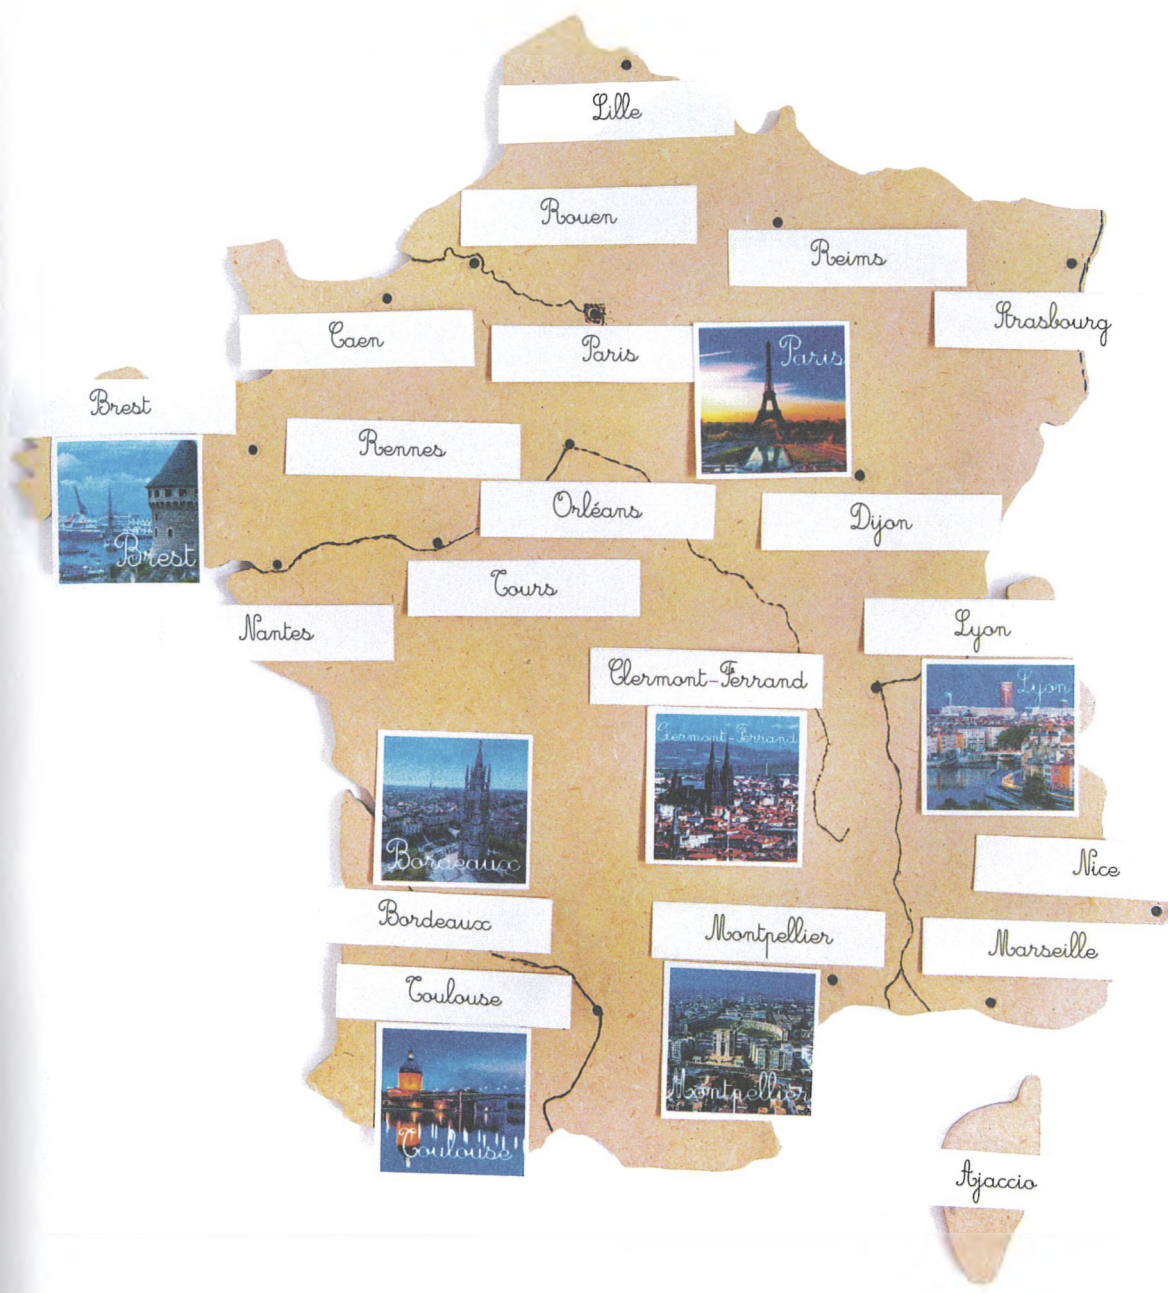 Lille
Rouen
Reims
Strasbourg
Caen
Paris
Paris
Brest
Brest
Rennes
Orléans
Dijon
Tours
Nantes
Lyon
Lyon
Clermont-Ferrand
Clermont-Ferrand
Bordeaux
Bordeaux
Nice
Montpellier
Marseille
Toulouse
Montpellier
Toulouse
Ajaccio